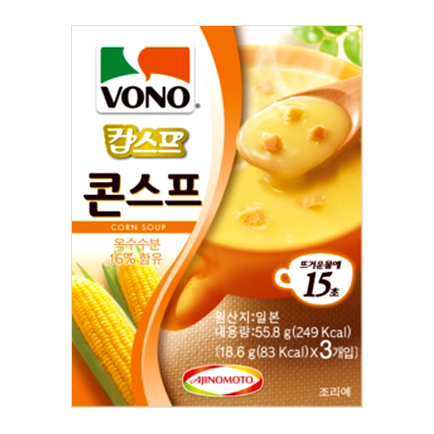 VONO®
컵스프
콘스프
CORN SOUP
옥수수분
16% 함유
뜨거운물에
15초
원산지:일본
내용량:55.8 g(249 Kcal)
[18.6 g(83 Kcal) x 3개입]
AJINOMOTO®
조리예